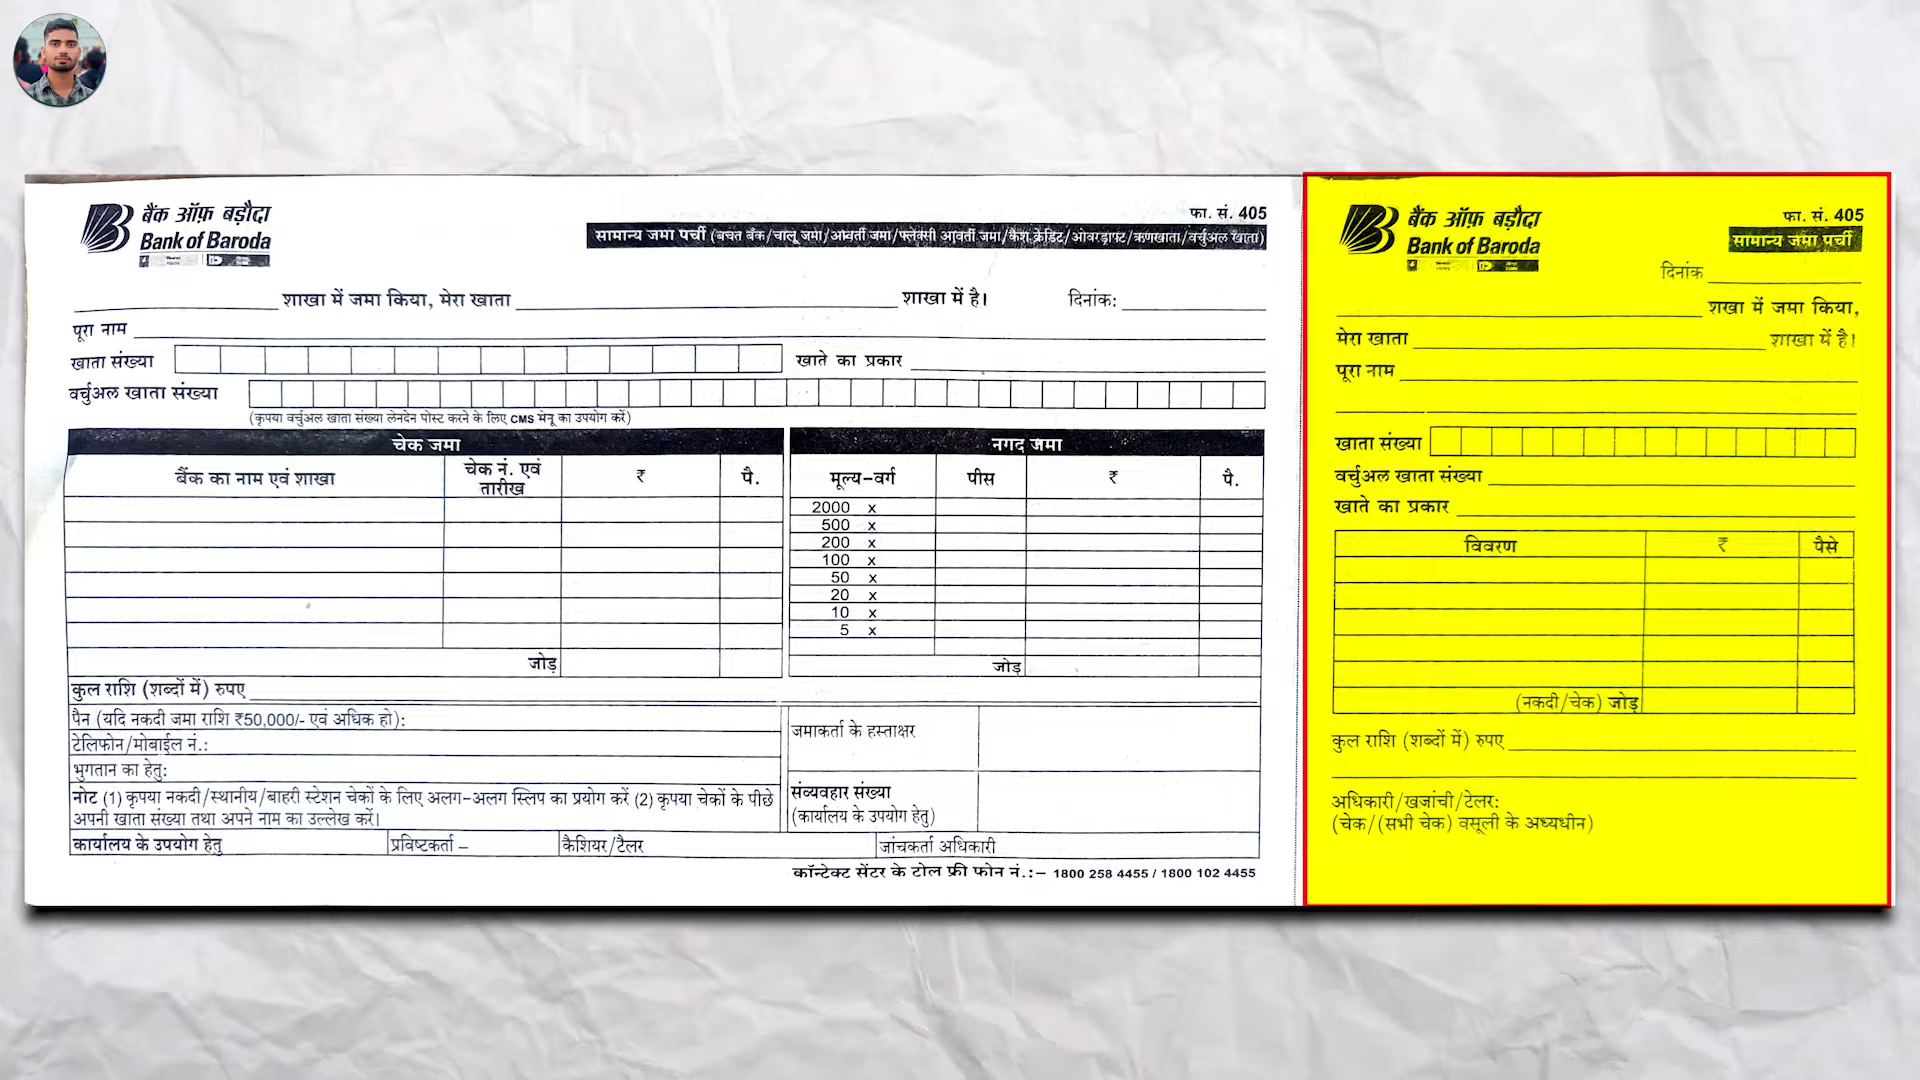 बैंक ऑफ़ बड़ौदा
Bank of Baroda
फा. सं. 405
सामान्य जमा पर्ची (बचत बैंक/चालू जमा/आवर्ती जमा/फ्लेक्सी आवर्ती जमा/कैश क्रेडिट/ओवरड्राफ्ट/ऋणखाता/वर्चुअल खाता)
शाखा में जमा किया, मेरा खाता शाखा में है। दिनांक:
पूरा नाम
खाता संख्या खाते का प्रकार
वर्चुअल खाता संख्या
(कृपया वर्चुअल खाता संख्या लेनदेन पोस्ट करने के लिए CMS मेनू का उपयोग करें)
चेक जमा
बैंक का नाम एवं शाखा चेक नं. एवं तारीख ₹ पै.
जोड़
नगद जमा
मूल्य-वर्ग पीस ₹ पै.
2000 x
500 x
200 x
100 x
50 x
20 x
10 x
5 x
जोड़
कुल राशि (शब्दों में) रुपए
पैन (यदि नकदी जमा राशि ₹50,000/- एवं अधिक हो):
टेलिफोन/मोबाईल नं.:
भुगतान का हेतु:
नोट (1) कृपया नकदी/स्थानीय/बाहरी स्टेशन चेकों के लिए अलग-अलग स्लिप का प्रयोग करें (2) कृपया चेकों के पीछे
अपनी खाता संख्या तथा अपने नाम का उल्लेख करें।
जमाकर्ता के हस्ताक्षर
संव्यवहार संख्या
(कार्यालय के उपयोग हेतु)
कार्यालय के उपयोग हेतु प्रविष्टकर्ता – कैशियर/टैलर जांचकर्ता अधिकारी
कॉन्टेक्ट सेंटर के टोल फ्री फोन नं.:– 1800 258 4455 / 1800 102 4455
बैंक ऑफ़ बड़ौदा
Bank of Baroda
फा. सं. 405
सामान्य जमा पर्ची
दिनांक
शखा में जमा किया,
मेरा खाता शाखा में है।
पूरा नाम
खाता संख्या
वर्चुअल खाता संख्या
खाते का प्रकार
विवरण ₹ पैसे
(नकदी/चेक) जोड़
कुल राशि (शब्दों में) रुपए
अधिकारी/खजांची/टेलर:
(चेक/(सभी चेक) वसूली के अध्यधीन)